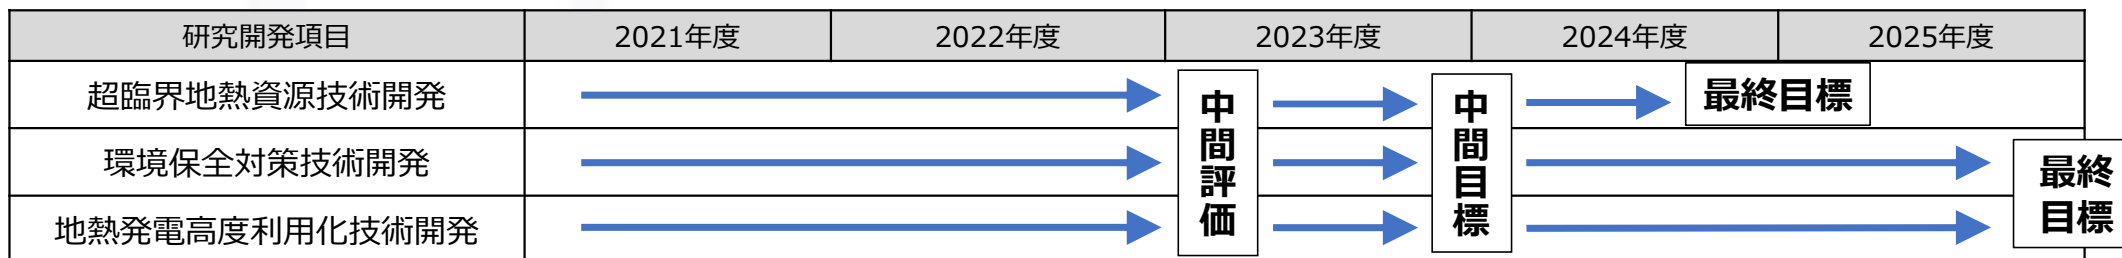 研究開発項目 2021年度 2022年度 2023年度 2024年度 2025年度
超臨界地熱資源技術開発
環境保全対策技術開発
地熱発電高度利用化技術開発
中間評価
中間目標
最終目標
最終
目標